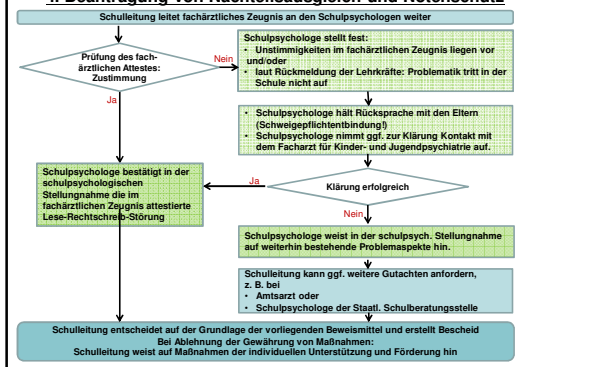 4. Beantragung von Nachteilsausgleich und Notenschutz
Schulleitung leitet fachärztliches Zeugnis an den Schulpsychologen weiter
Prüfung des fach-
ärztlichen Attestes:
Zustimmung
Nein
Schulpsychologe stellt fest:
• Unstimmigkeiten im fachärztlichen Zeugnis liegen vor
und/oder
• laut Rückmeldung der Lehrkräfte: Problematik tritt in der
Schule nicht auf
Ja
• Schulpsychologe hält Rücksprache mit den Eltern
(Schweigepflichtentbindung!)
• Schulpsychologe nimmt ggf. zur Klärung Kontakt mit
dem Facharzt für Kinder- und Jugendpsychiatrie auf.
Schulpsychologe bestätigt in der
schulpsychologischen
Stellungnahme die im
fachärztlichen Zeugnis attestierte
Lese-Rechtschreib-Störung
Ja
Klärung erfolgreich
Nein
Schulpsychologe weist in der schulpsych. Stellungnahme
auf weiterhin bestehende Problemaspekte hin.
Schulleitung kann ggf. weitere Gutachten anfordern,
z. B. bei
• Amtsarzt oder
• Schulpsychologe der Staatl. Schulberatungsstelle
Schulleitung entscheidet auf der Grundlage der vorliegenden Beweismittel und erstellt Bescheid
Bei Ablehnung der Gewährung von Maßnahmen:
Schulleitung weist auf Maßnahmen der individuellen Unterstützung und Förderung hin